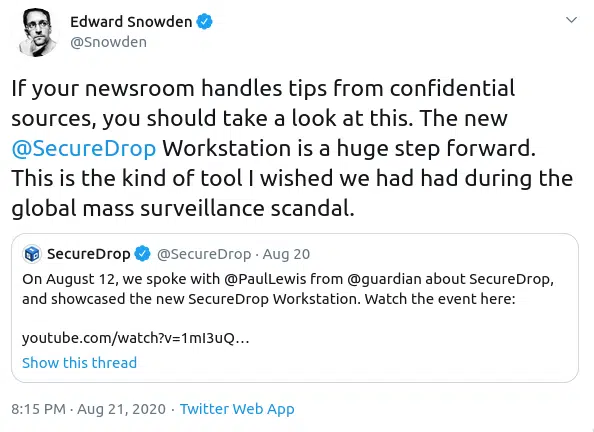 Edward Snowden
@Snowden
If your newsroom handles tips from confidential
sources, you should take a look at this. The new
@SecureDrop Workstation is a huge step forward.
This is the kind of tool I wished we had had during the
global mass surveillance scandal.
SecureDrop @SecureDrop · Aug 20
On August 12, we spoke with @PaulLewis from @guardian about SecureDrop,
and showcased the new SecureDrop Workstation. Watch the event here:
youtube.com/watch?v=1mI3uQ…
Show this thread
8:15 PM · Aug 21, 2020 · Twitter Web App